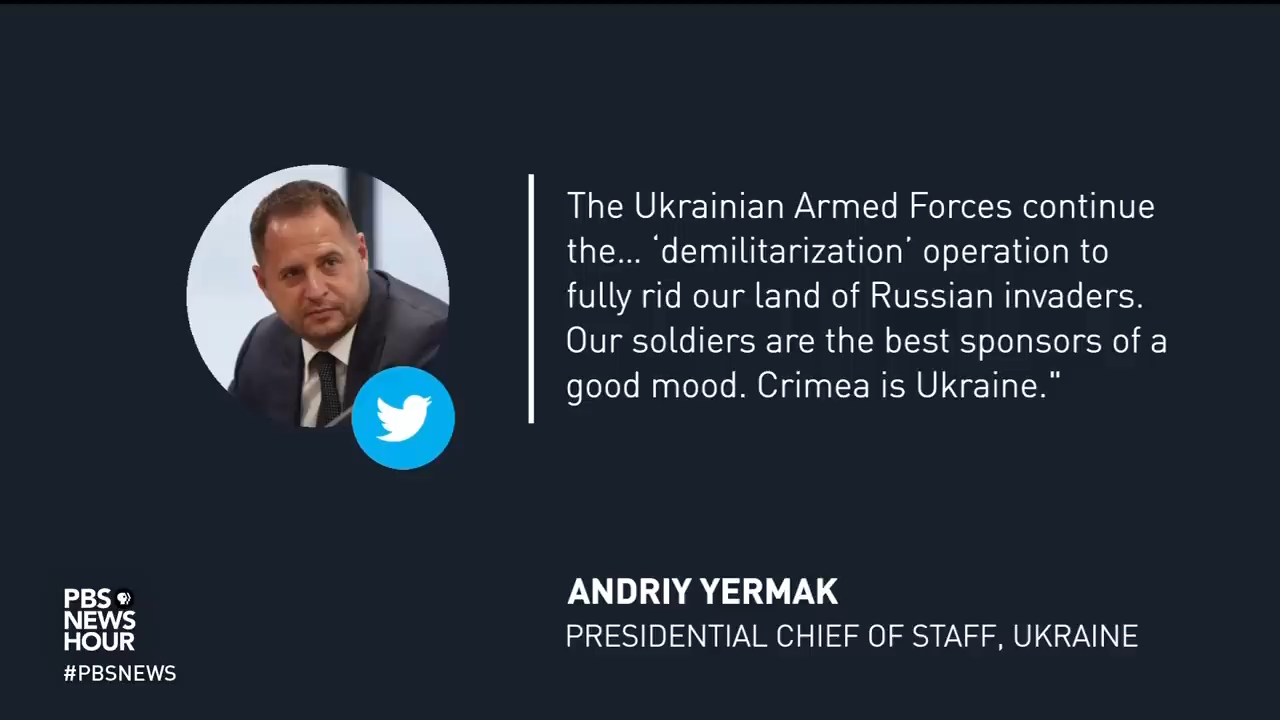 The Ukrainian Armed Forces continue
the... ‘demilitarization’ operation to
fully rid our land of Russian invaders.
Our soldiers are the best sponsors of a
good mood. Crimea is Ukraine."
ANDRIY YERMAK
PRESIDENTIAL CHIEF OF STAFF, UKRAINE
PBS
NEWS
HOUR
#PBSNEWS